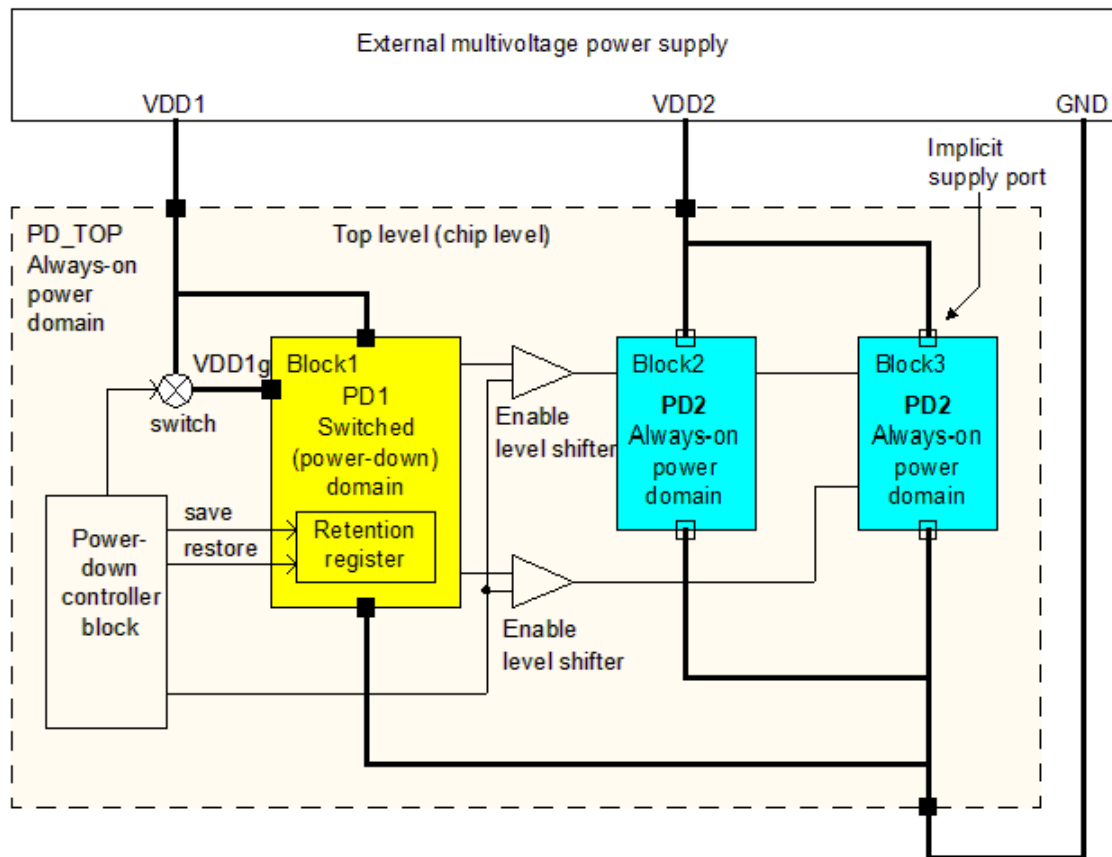 External multivoltage power supply
VDD1
VDD2
GND
Implicit
supply port
PD_TOP
Always-on
power
domain
Top level (chip level)
VDD1g
switch
Block1
PD1
Switched
(power-down)
domain
Retention
register
save
restore
Power-
down
controller
block
Enable
level shifter
Enable
level shifter
Block2
PD2
Always-on
power
domain
Block3
PD2
Always-on
power
domain